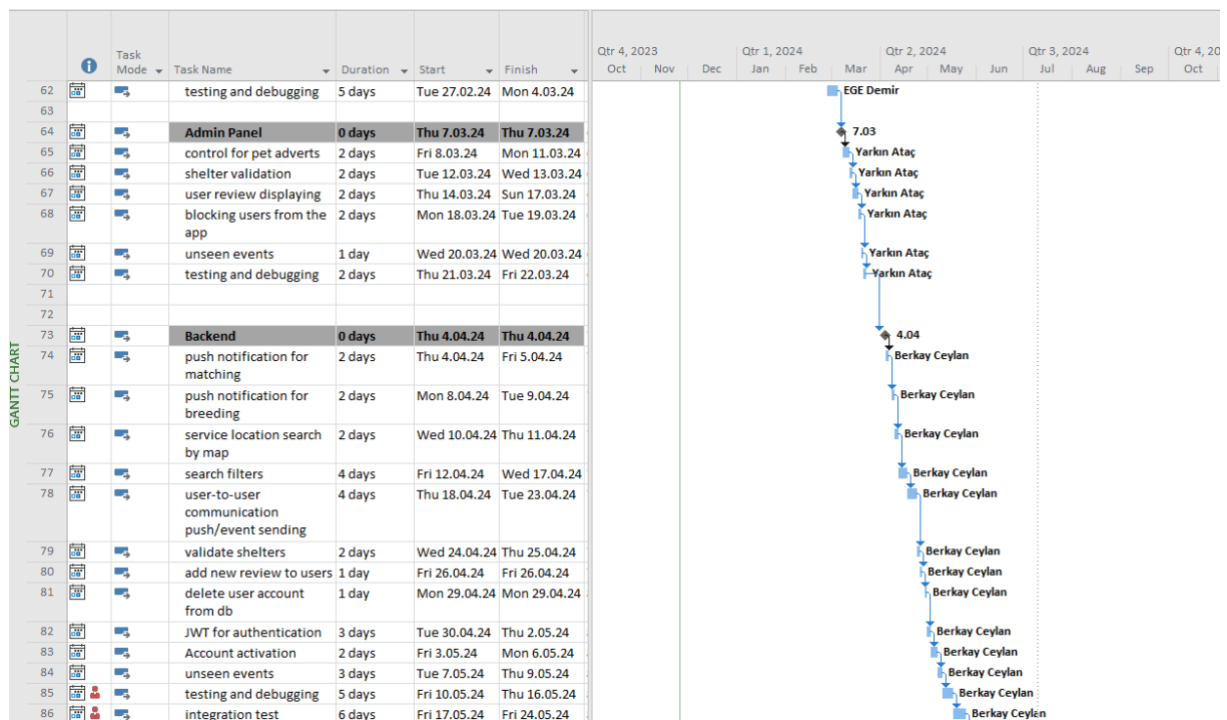 Qtr 4, 2023 Qtr 1, 2024 Qtr 2, 2024 Qtr 3, 2024 Qtr 4, 20
Task
Mode Task Name Duration Start Finish Oct Nov Dec Jan Feb Mar Apr May Jun Jul Aug Sep Oct
62 testing and debugging 5 days Tue 27.02.24 Mon 4.03.24 EGE Demir
63
64 Admin Panel 0 days Thu 7.03.24 Thu 7.03.24 7.03
65 control for pet adverts 2 days Fri 8.03.24 Mon 11.03.24 Yarkın Ataç
66 shelter validation 2 days Tue 12.03.24 Wed 13.03.24 Yarkın Ataç
67 user review displaying 2 days Thu 14.03.24 Sun 17.03.24 Yarkın Ataç
68 blocking users from the 2 days Mon 18.03.24 Tue 19.03.24 Yarkın Ataç
app
69 unseen events 1 day Wed 20.03.24 Wed 20.03.24 Yarkın Ataç
70 testing and debugging 2 days Thu 21.03.24 Fri 22.03.24 Yarkın Ataç
71
72
73 Backend 0 days Thu 4.04.24 Thu 4.04.24 4.04
74 push notification for 2 days Thu 4.04.24 Fri 5.04.24 Berkay Ceylan
matching
75 push notification for 2 days Mon 8.04.24 Tue 9.04.24 Berkay Ceylan
breeding
76 service location search 2 days Wed 10.04.24 Thu 11.04.24 Berkay Ceylan
by map
77 search filters 4 days Fri 12.04.24 Wed 17.04.24 Berkay Ceylan
78 user-to-user 4 days Thu 18.04.24 Tue 23.04.24 Berkay Ceylan
communication
push/event sending
79 validate shelters 2 days Wed 24.04.24 Thu 25.04.24 Berkay Ceylan
80 add new review to users 1 day Fri 26.04.24 Fri 26.04.24 Berkay Ceylan
81 delete user account 1 day Mon 29.04.24 Mon 29.04.24 Berkay Ceylan
from db
82 JWT for authentication 3 days Tue 30.04.24 Thu 2.05.24 Berkay Ceylan
83 Account activation 2 days Fri 3.05.24 Mon 6.05.24 Berkay Ceylan
84 unseen events 3 days Tue 7.05.24 Thu 9.05.24 Berkay Ceylan
85 testing and debugging 5 days Fri 10.05.24 Thu 16.05.24 Berkay Ceylan
86 integration test 6 days Fri 17.05.24 Fri 24.05.24 Berkay Ceylan
GANTT CHART